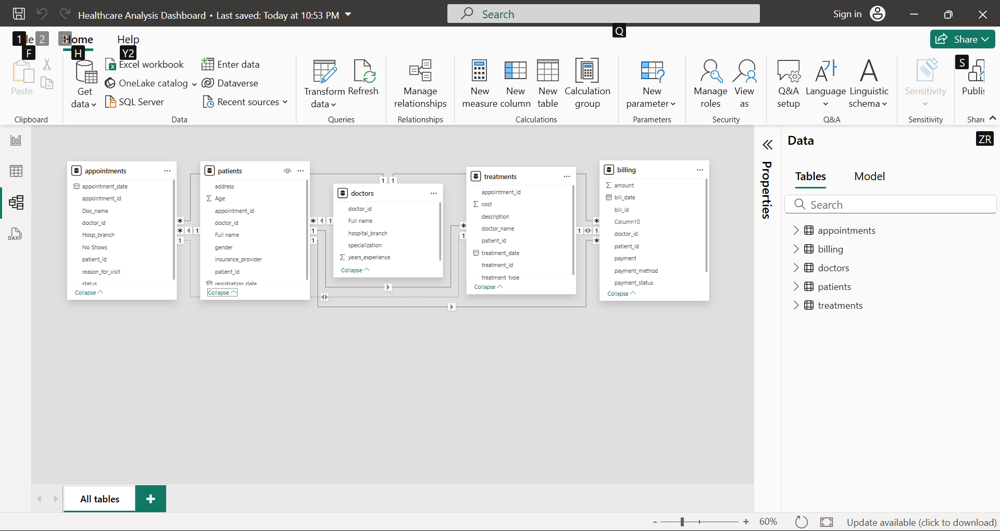 Healthcare Analysis Dashboard • Last saved: Today at 10:53 PM
Search
Sign in
1
le
2
3
Home
Help
Q
Share
F
H
Y2
S
Paste
Clipboard
Get data
Excel workbook
OneLake catalog
SQL Server
Enter data
Dataverse
Recent sources
Data
Transform data
Refresh
Queries
Manage relationships
Relationships
New measure
New column
New table
Calculation group
Calculations
New parameter
Parameters
Manage roles
View as
Security
Q&A setup
Language
Linguistic schema
Q&A
Sensitivity
Sensitivity
Publis
Share
DAX
appointments
appointment_date
appointment_id
Doc_name
doctor_id
Hosp_branch
No Shows
patient_id
reason_for_visit
status
Collapse
* * 1
1
patients
address
Age
appointment_id
doctor_id
Full name
gender
insurance_provider
patient_id
registration_date
Collapse
* 1
1
1
1 1
doctors
doctor_id
Full name
hospital_branch
specialization
years_experience
Collapse
*
1
treatments
appointment_id
cost
description
doctor_name
patient_id
treatment_date
treatment_id
treatment_type
Collapse
*
1 1
*
billing
amount
bill_date
bill_id
Column10
doctor_id
patient_id
payment
payment_method
payment_status
Collapse
Properties
Data
ZR
Tables
Model
Search
appointments
billing
doctors
patients
treatments
All tables
+
- + 60%
Update available (click to download)